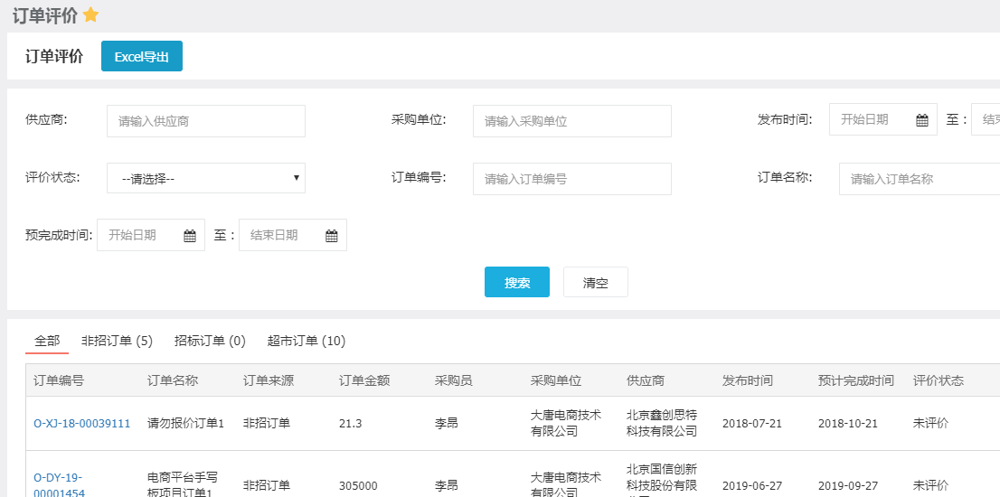 订单评价
订单评价 Excel导出
供应商: 请输入供应商 采购单位: 请输入采购单位 发布时间: 开始日期 至：
评价状态: --请选择-- 订单编号: 请输入订单编号 订单名称: 请输入订单名称
预完成时间: 开始日期 至： 结束日期
搜索 清空
全部 非招订单 (5) 招标订单 (0) 超市订单 (10)
订单编号 订单名称 订单来源 订单金额 采购员 采购单位 供应商 发布时间 预计完成时间 评价状态
O-XJ-18-00039111 请勿报价订单1 非招订单 21.3 李昂 大唐电商技术 北京鑫创思特 2018-07-21 2018-10-21 未评价
有限公司 科技有限公司
O-DY-19- 电商平台手写 非招订单 305000 李昂 大唐电商技术 北京国信创新 2019-06-27 2019-09-27 未评价
00001454 板项目订单1 有限公司 科技股份有限